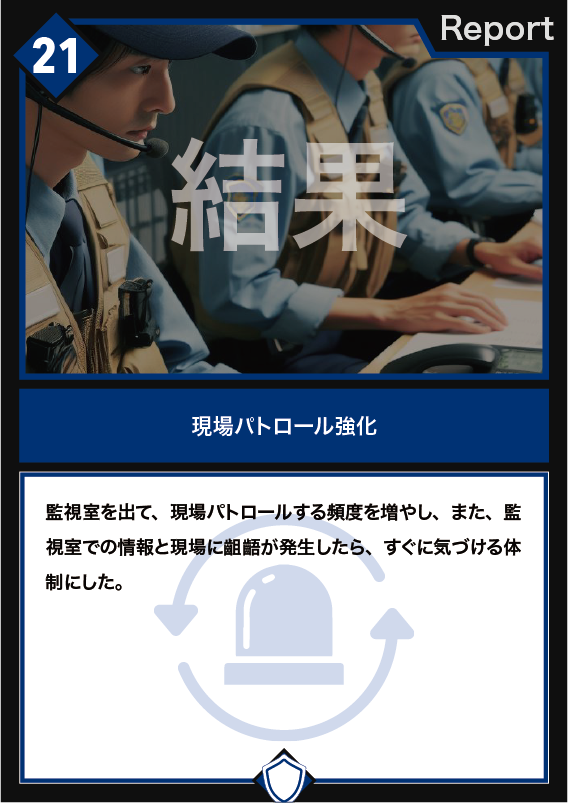 Report
21
結果
現場パトロール強化
監視室を出て、現場パトロールする頻度を増やし、また、監
視室での情報と現場に齟齬が発生したら、すぐに気づける体
制にした。